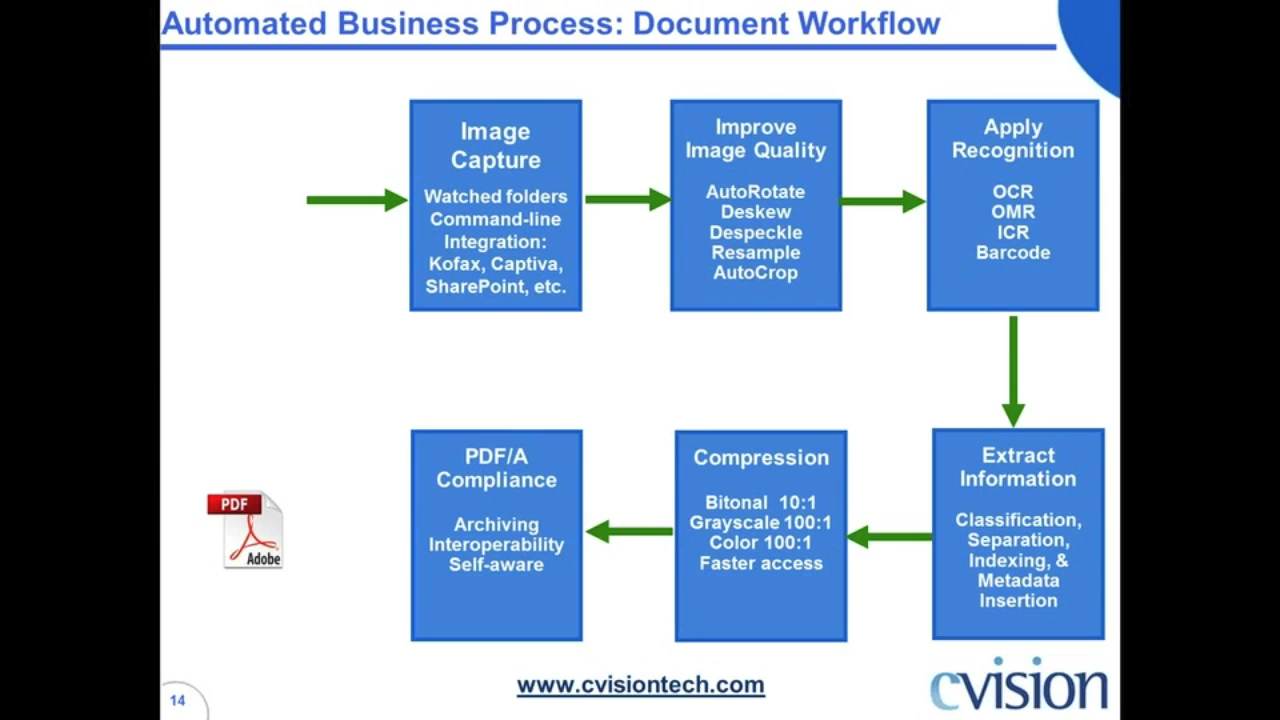 Automated Business Process: Document Workflow
Image
Capture
Watched folders
Command-line
Integration:
Kofax, Captiva,
SharePoint, etc.
Improve
Image Quality
AutoRotate
Deskew
Despeckle
Resample
AutoCrop
Apply
Recognition
OCR
OMR
ICR
Barcode
PDF
Adobe
PDF/A
Compliance
Archiving
Interoperability
Self-aware
Compression
Bitonal 10:1
Grayscale 100:1
Color 100:1
Faster access
Extract
Information
Classification,
Separation,
Indexing, &
Metadata
Insertion
14
www.cvisiontech.com
cvision